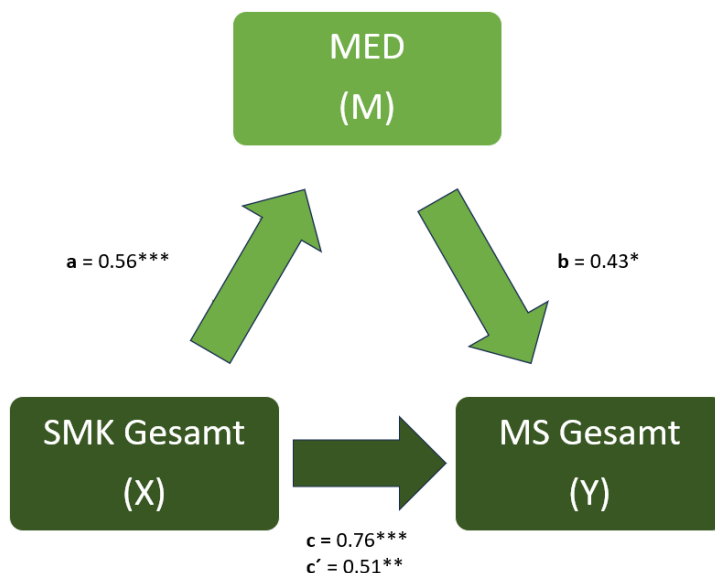 MED
(M)
a = 0.56***
b = 0.43*
SMK Gesamt
(X)
MS Gesamt
(Y)
c = 0.76***
c´ = 0.51**